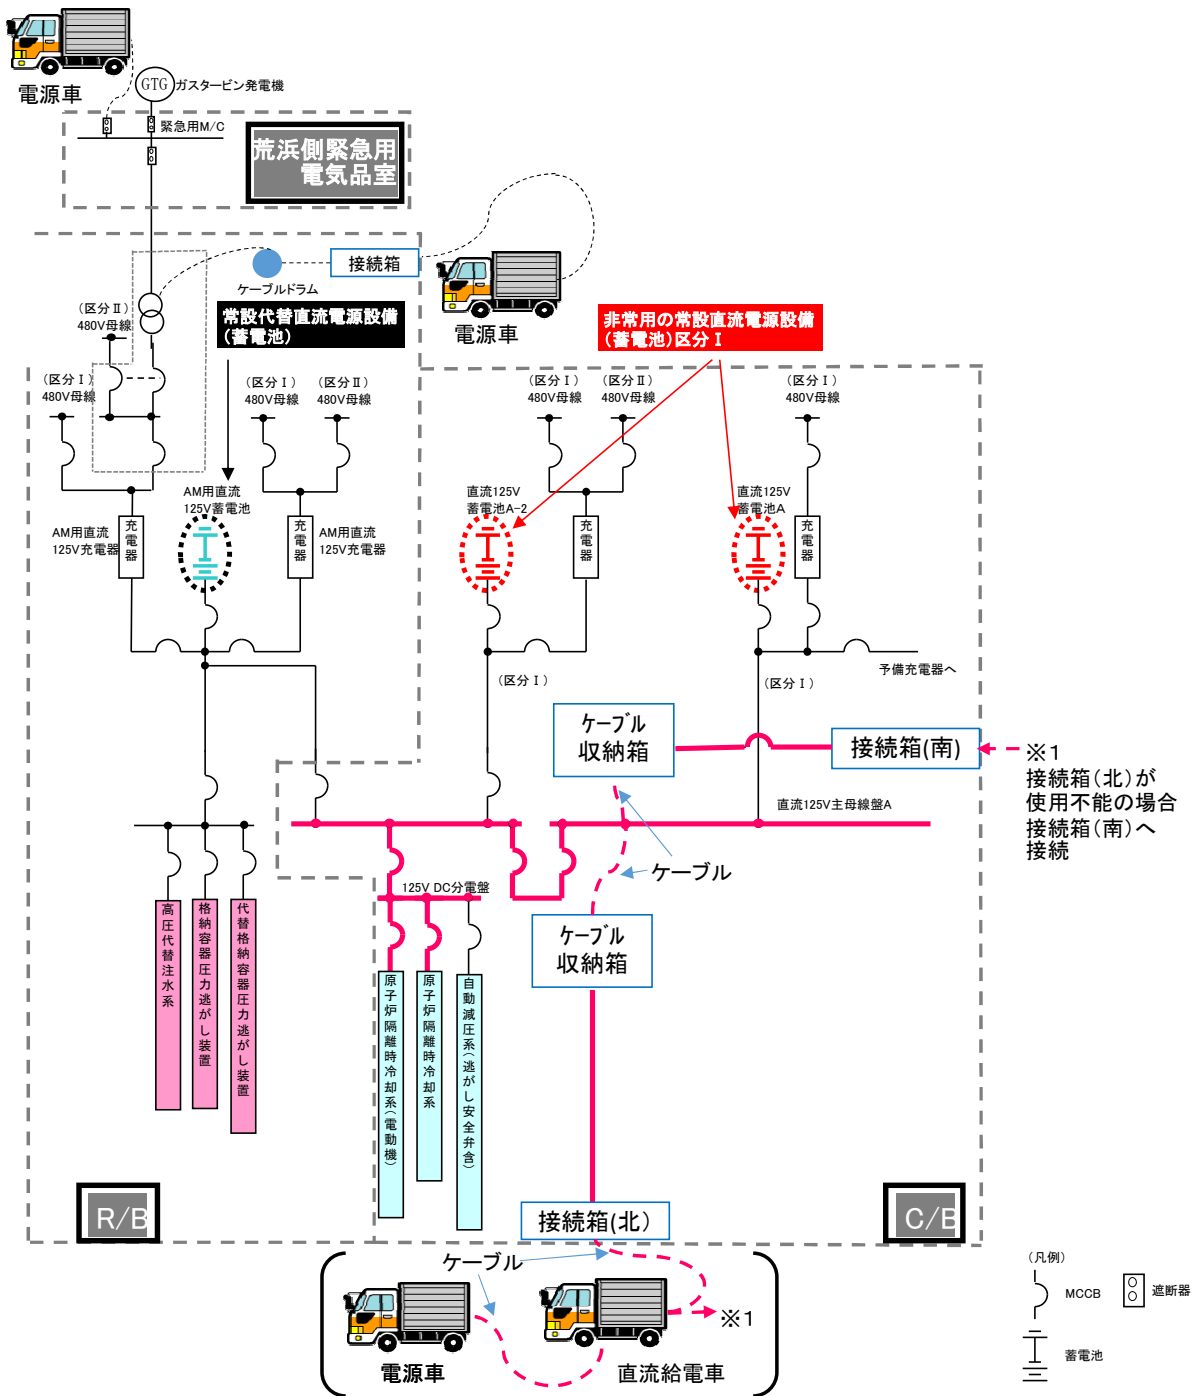 電源車
GTG
ガスタービン発電機
緊急用M/C
荒浜側緊急用
電気品室
接続箱
ケーブルドラム
電源車
(区分Ⅱ)
480V母線
常設代替直流電源設備
(蓄電池)
非常用の常設直流電源設備
(蓄電池)区分Ⅰ
(区分Ⅰ)
480V母線
(区分Ⅰ)
480V母線
(区分Ⅱ)
480V母線
(区分Ⅰ)
480V母線
(区分Ⅱ)
480V母線
(区分Ⅰ)
480V母線
AM用直流
125V蓄電池
直流125V
蓄電池A-2
直流125V
蓄電池A
AM用直流
125V充電器
充電器
充電器
AM用直流
125V充電器
充電器
充電器
予備充電器へ
(区分Ⅰ)
(区分Ⅰ)
ケーブル
収納箱
接続箱(南)
※1
接続箱(北)が
使用不能の場合
接続箱(南)へ
接続
直流125V主母線盤A
ケーブル
125V DC分電盤
ケーブル
収納箱
高圧代替注水系
格納容器圧力逃がし装置
代替格納容器圧力逃がし装置
原子炉隔離時冷却系(電動機)
原子炉隔離時冷却系
自動減圧系(逃がし安全弁含)
R/B
接続箱(北)
C/B
ケーブル
※1
電源車
直流給電車
(凡例)
MCCB
遮断器
蓄電池